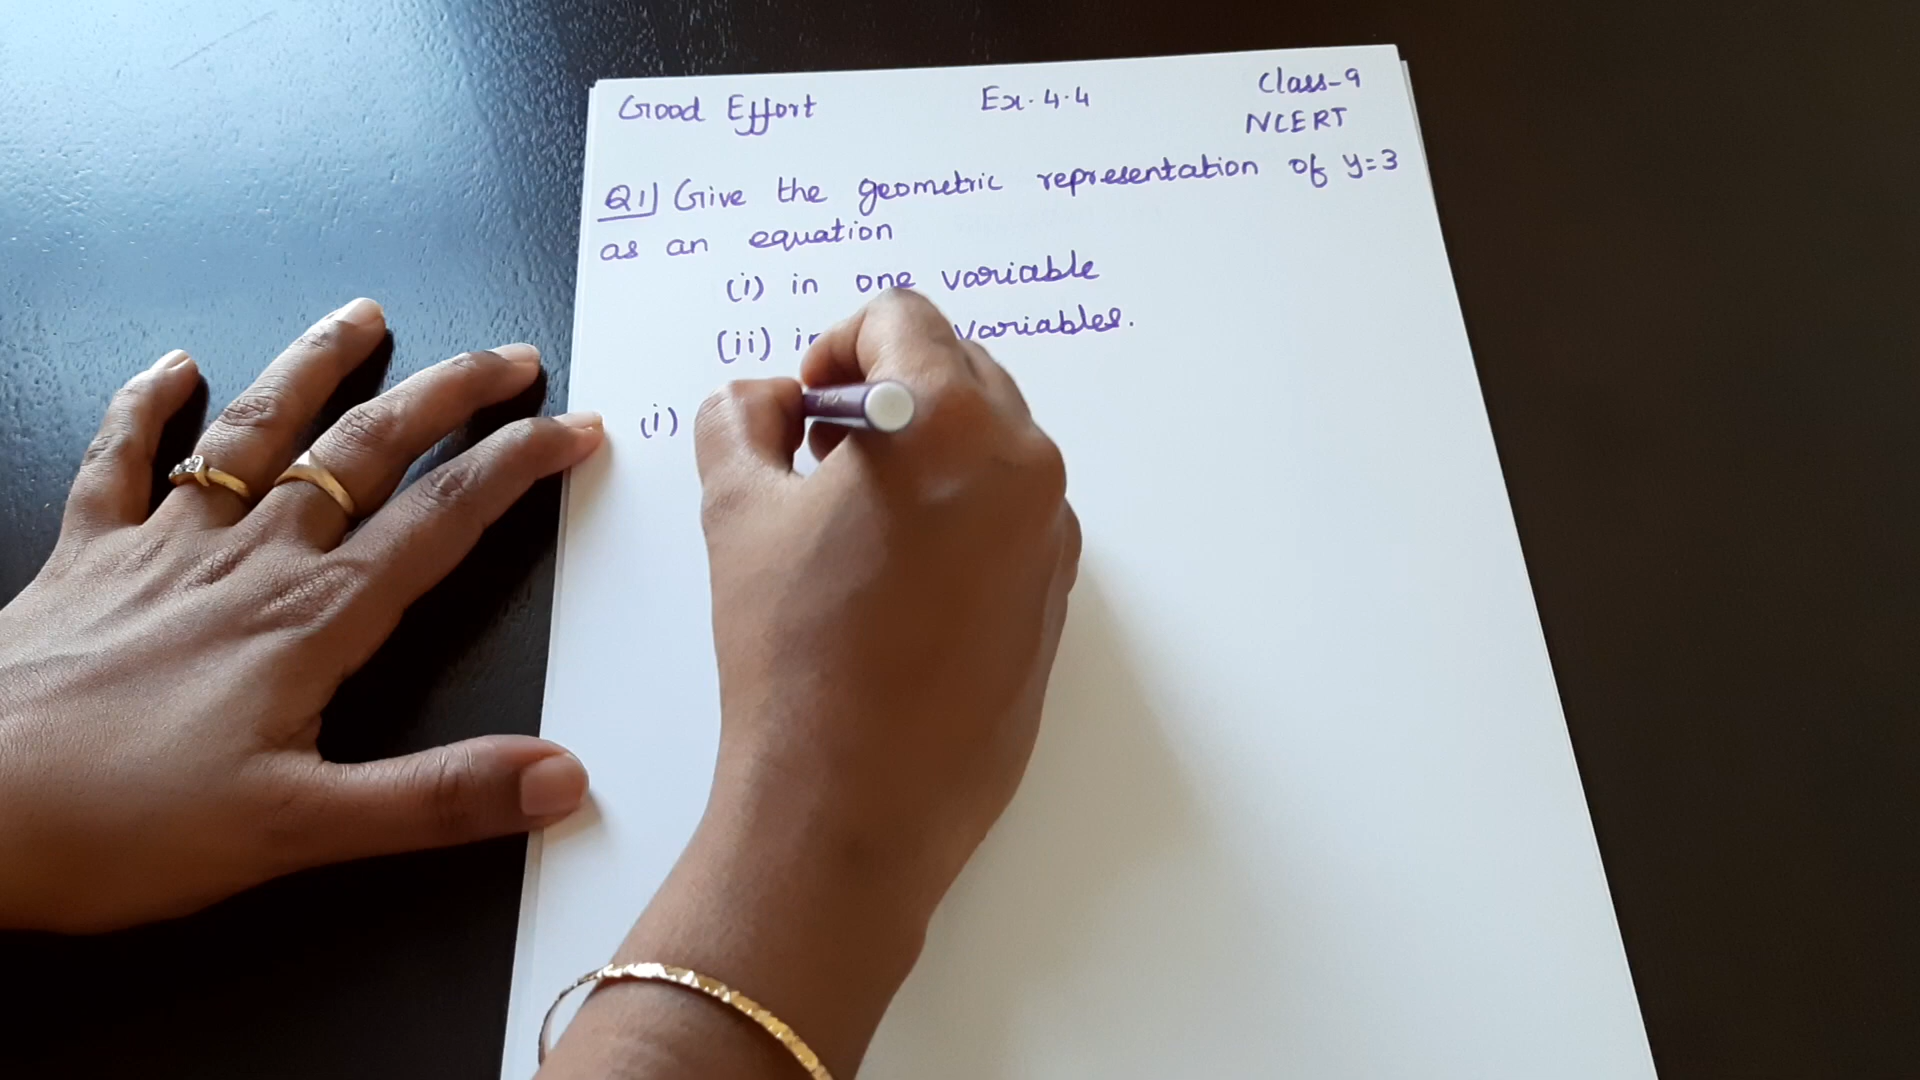 Good Effort Ex. 4.4 Class-9
NCERT
Q1) Give the geometric representation of y=3
as an equation
(i) in one variable
(ii) variables.
(i)